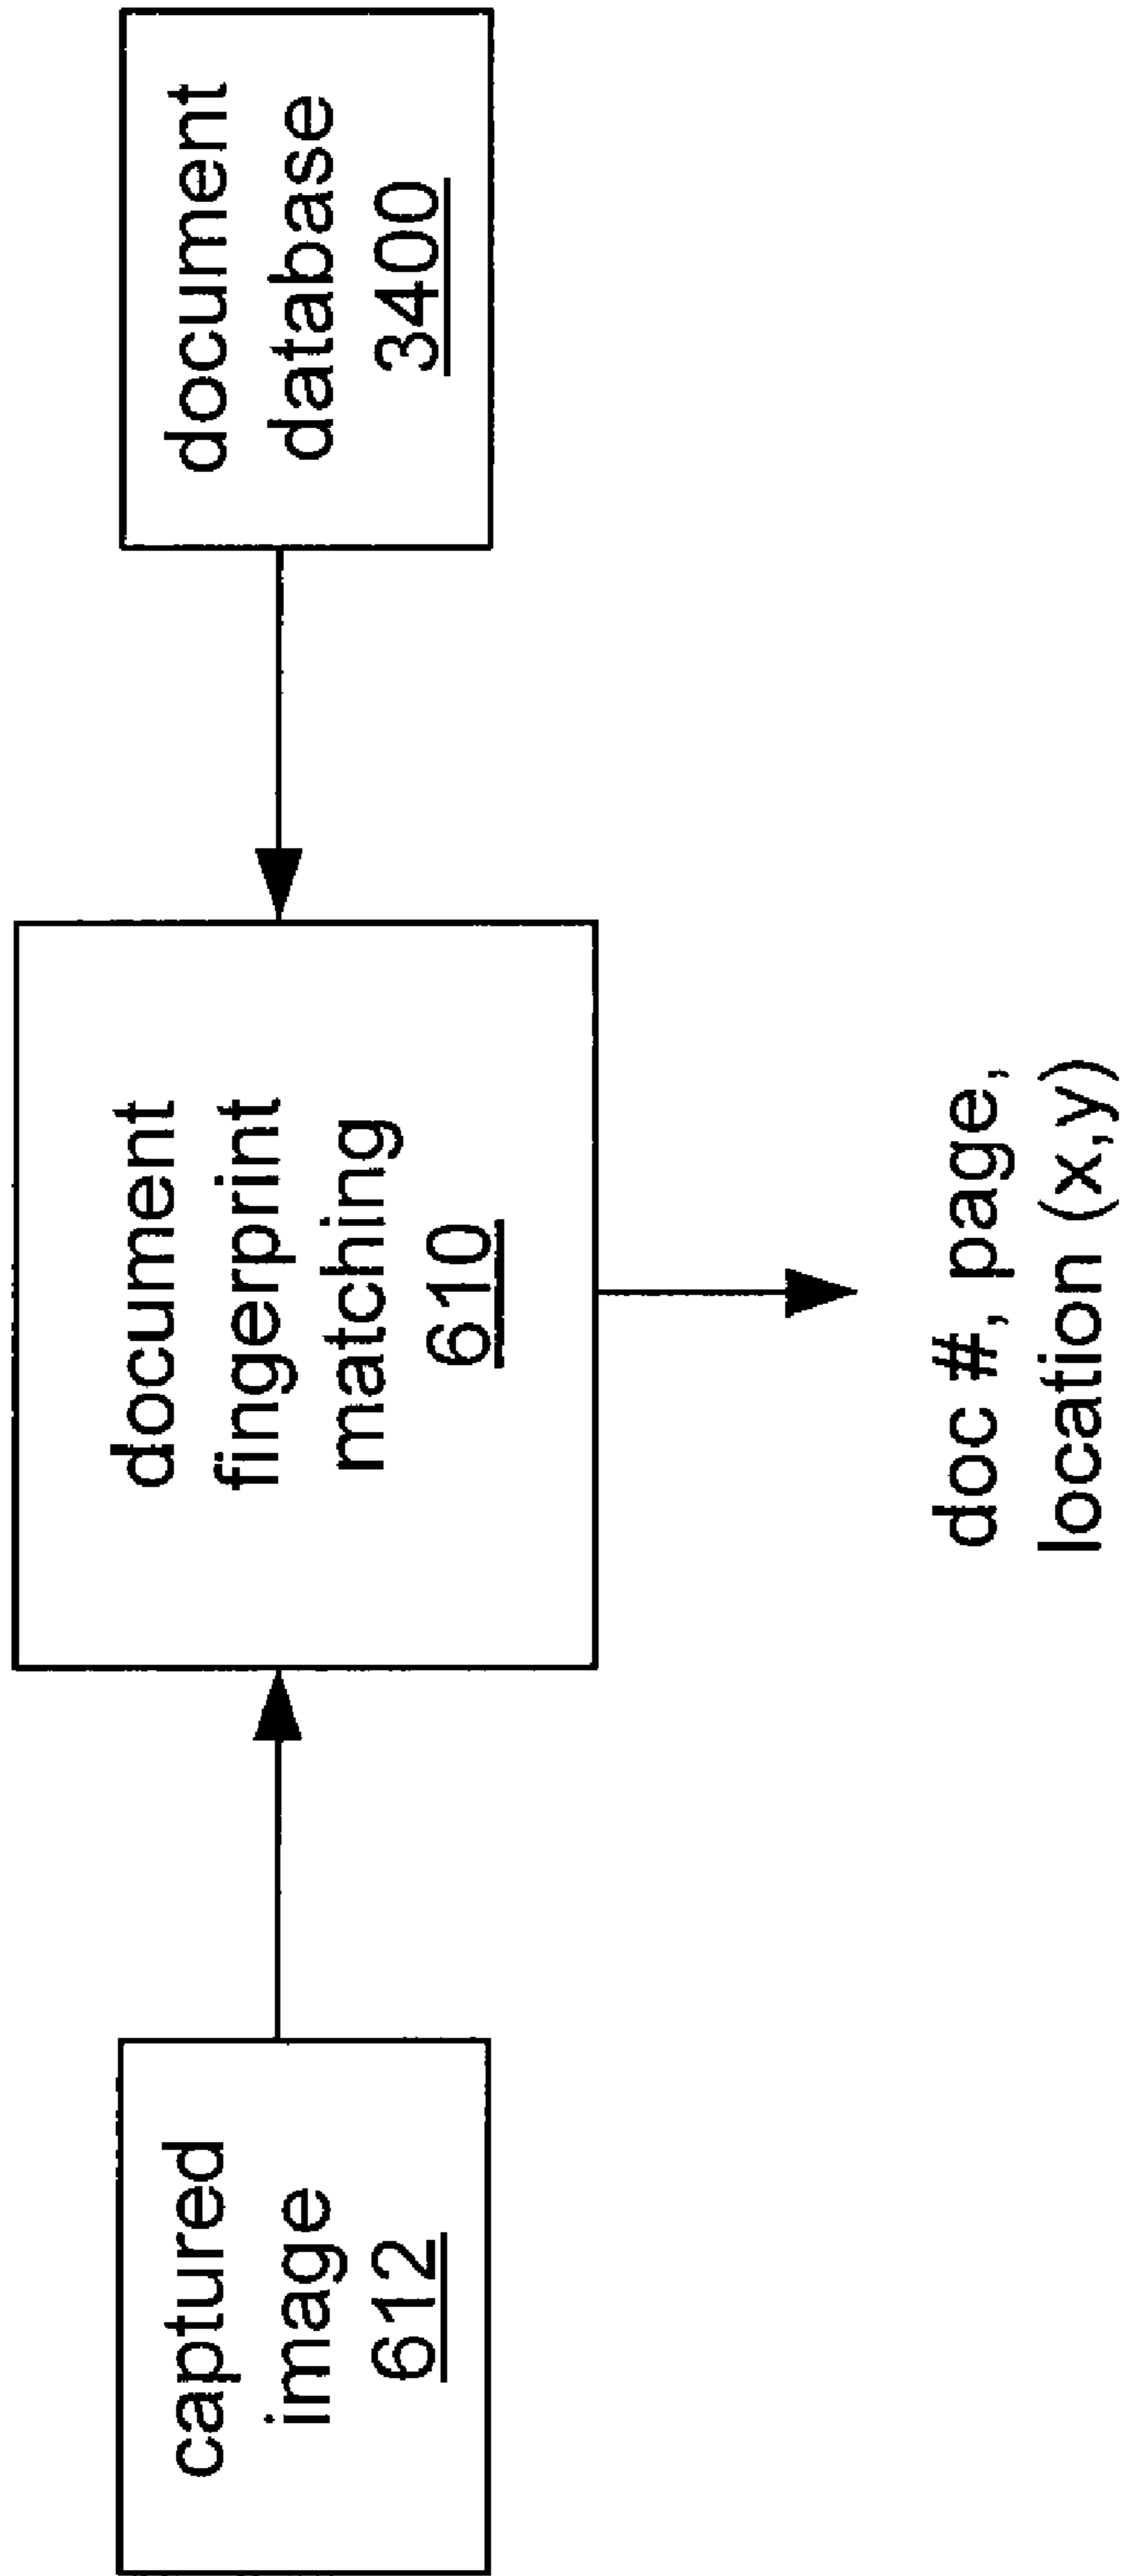 captured
image
612
document
fingerprint
matching
610
document
database
3400
doc #, page,
location (x,y)